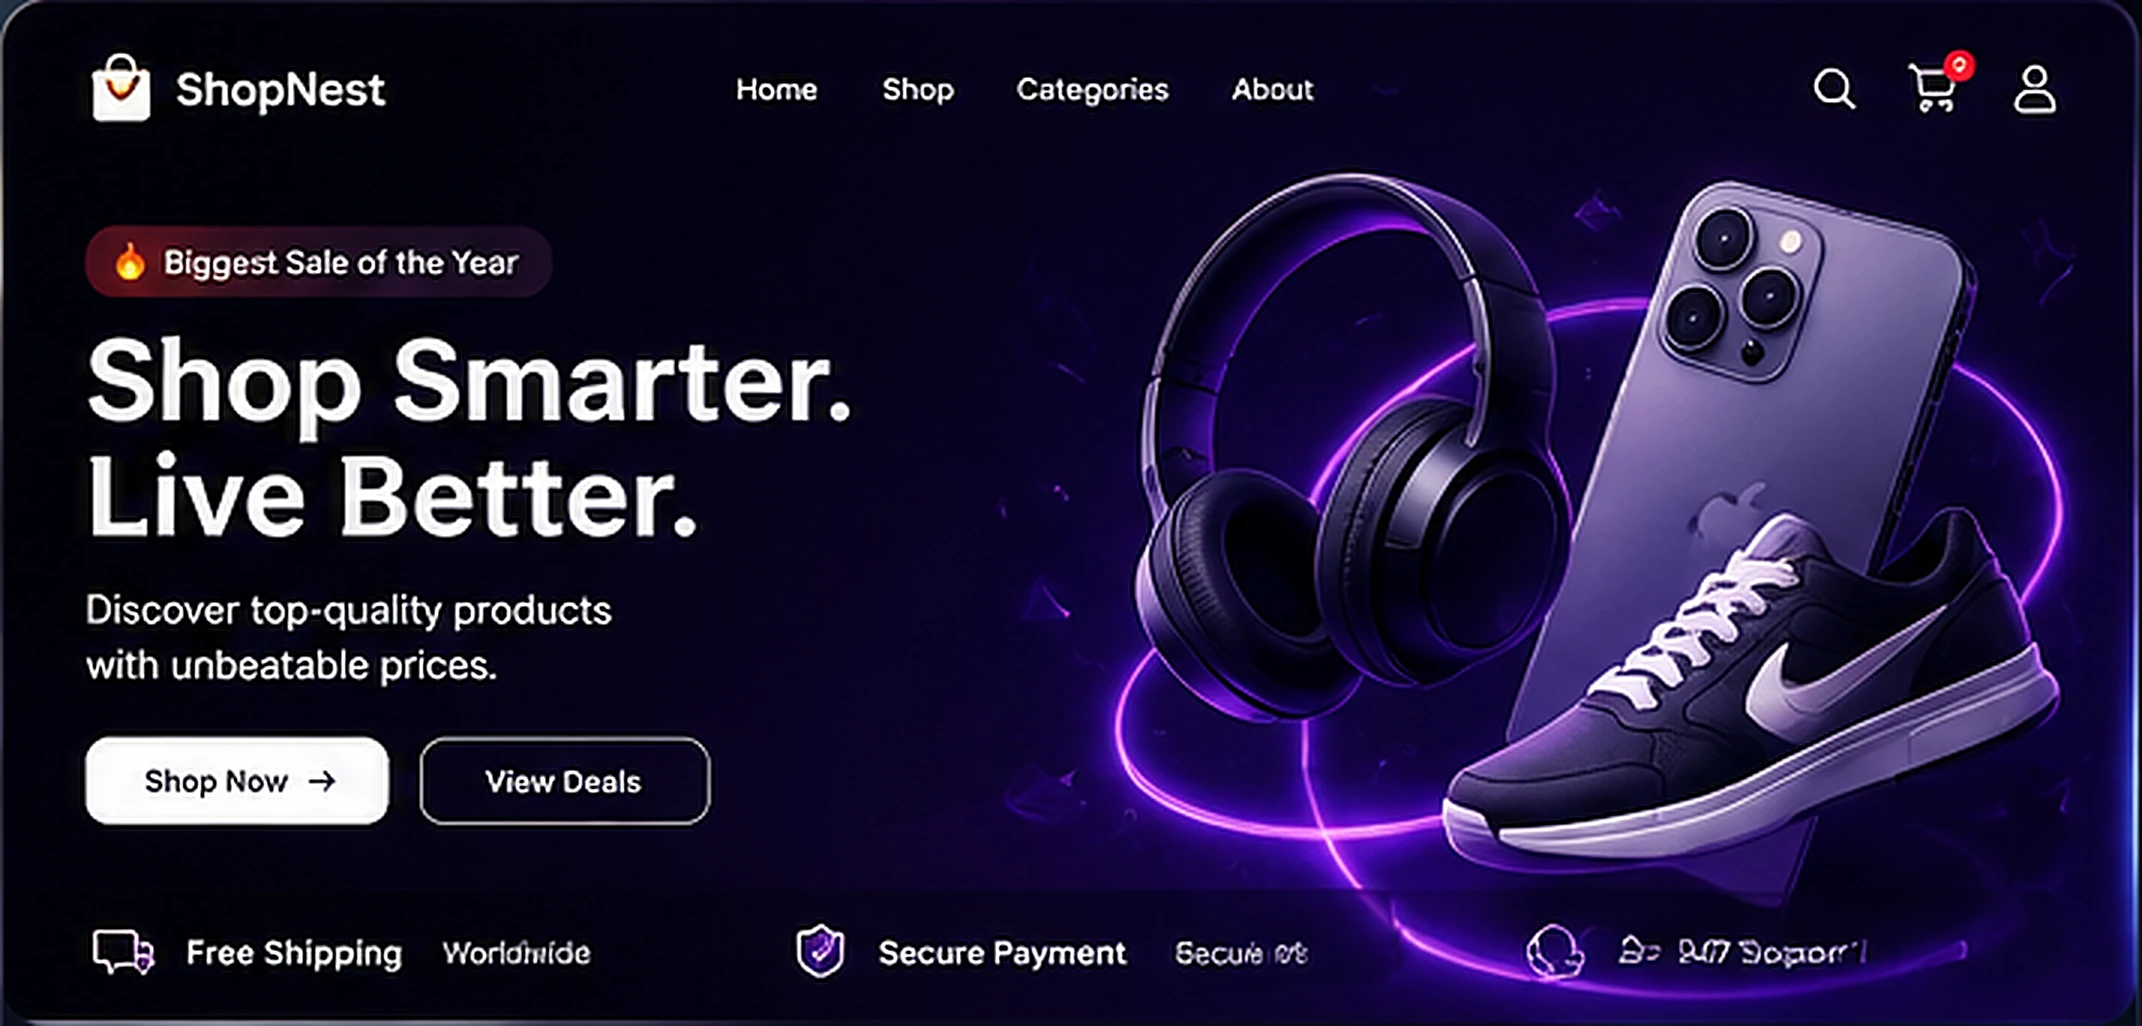 ShopNest
Home Shop Categories About
Biggest Sale of the Year
Shop Smarter.
Live Better.
Discover top-quality products
with unbeatable prices.
Shop Now →
View Deals
Free Shipping Worldwide
Secure Payment